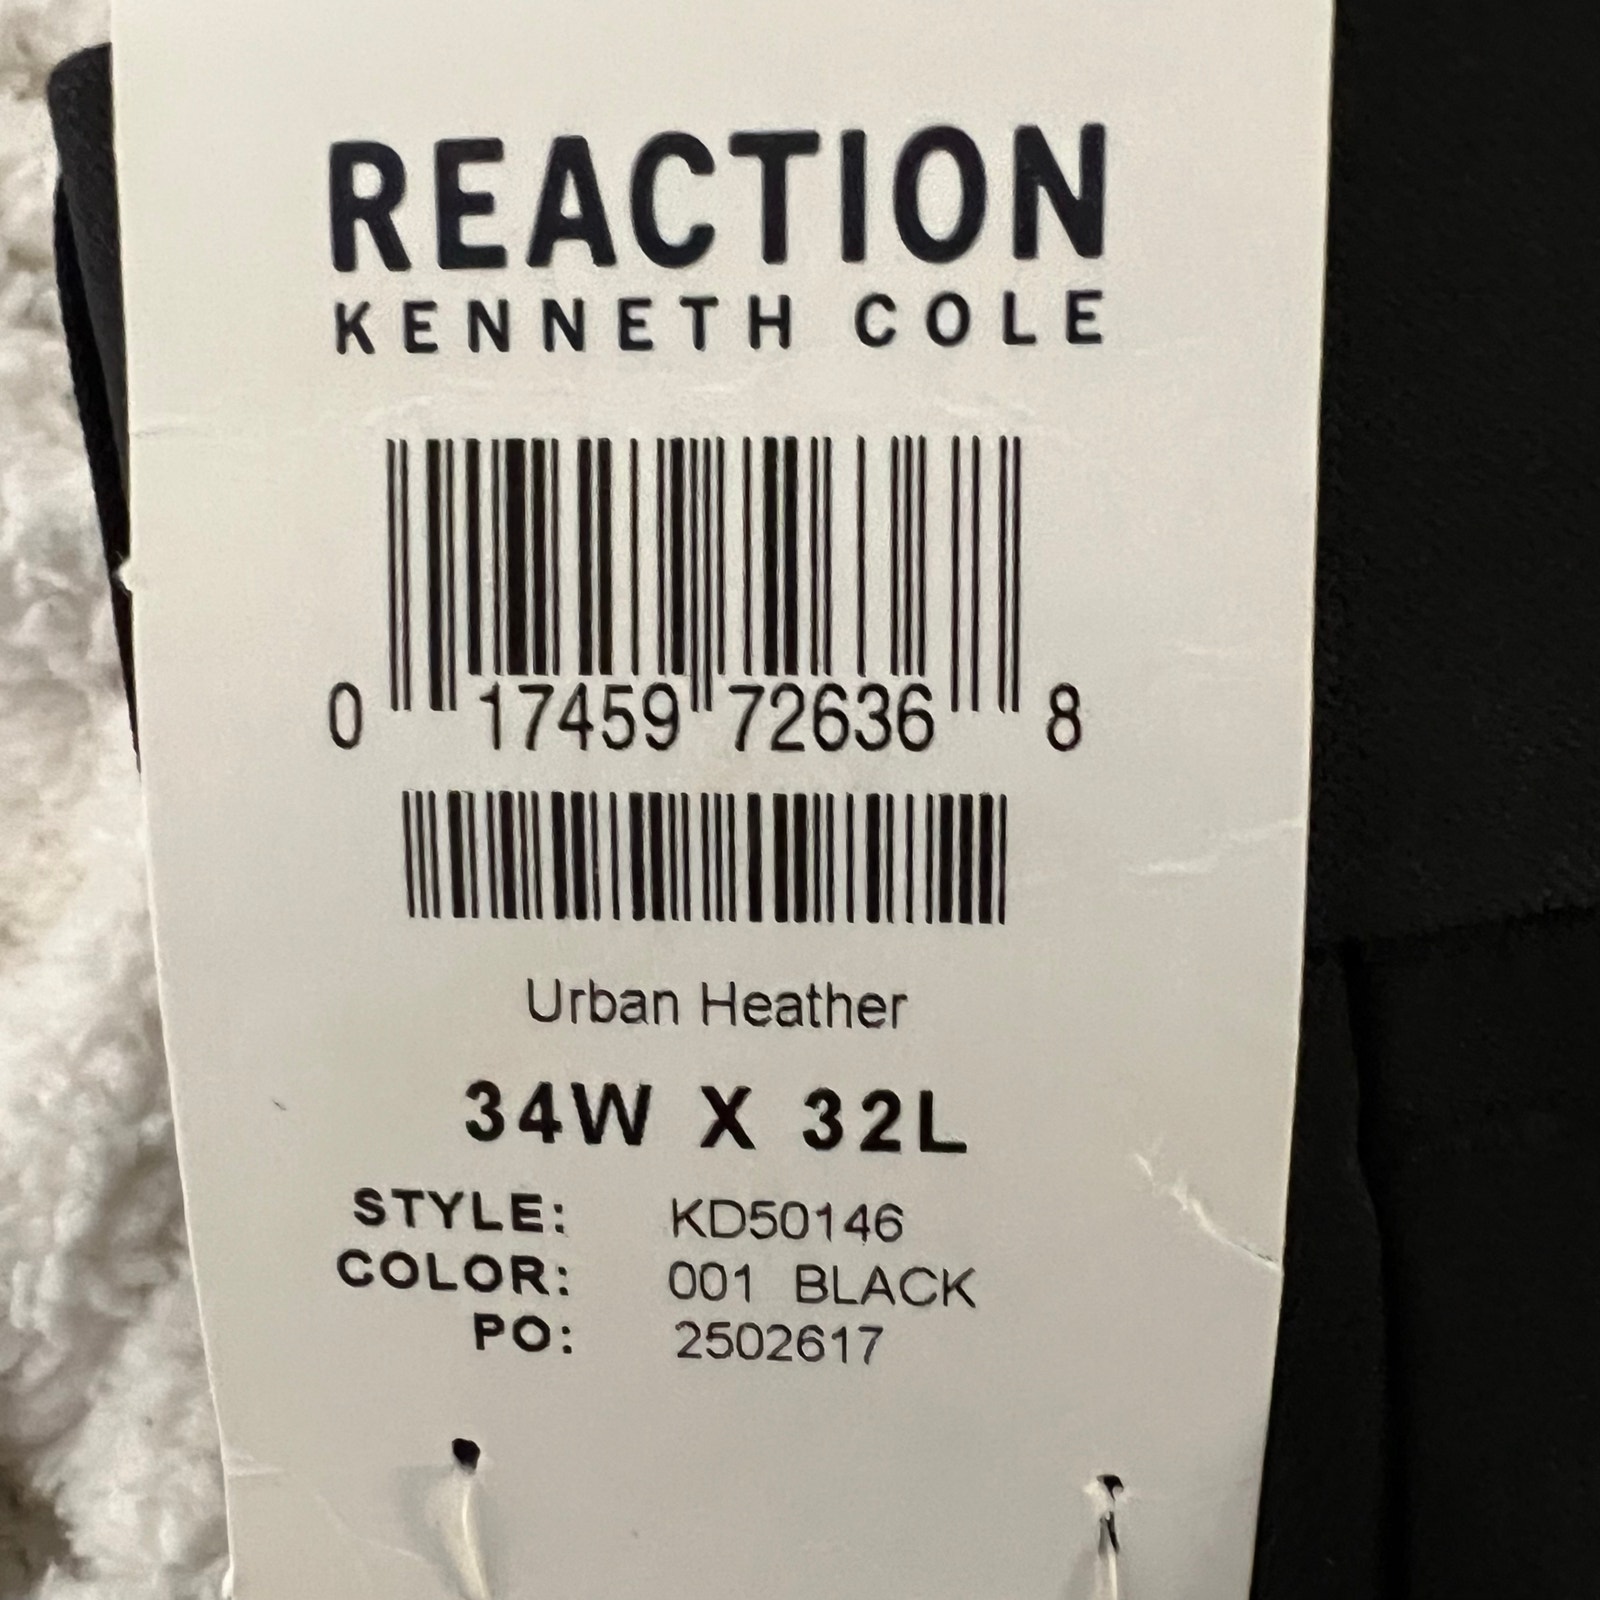 REACTION
KENNETH COLE
0 17459 72636 8
Urban Heather
34W X 32L
STYLE: KD50146
COLOR: 001 BLACK
PO: 2502617